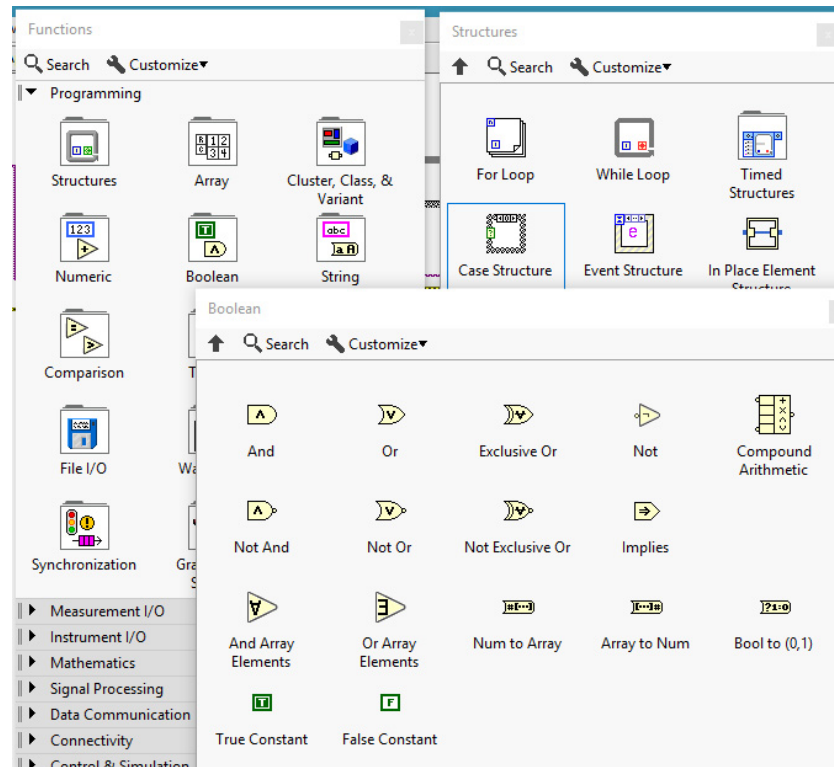 Functions
Search Customize▾
Programming
Structures
Array
Cluster, Class, &
Variant
Numeric
Boolean
String
Comparison
File I/O
Synchronization
Measurement I/O
Instrument I/O
Mathematics
Signal Processing
Data Communication
Connectivity
Control & Simulation
Structures
Search Customize▾
For Loop
While Loop
Timed
Structures
Case Structure
Event Structure
In Place Element
Structure
Boolean
Search Customize▾
And
Or
Exclusive Or
Not
Compound
Arithmetic
Not And
Not Or
Not Exclusive Or
Implies
And Array
Elements
Or Array
Elements
Num to Array
Array to Num
Bool to (0,1)
True Constant
False Constant